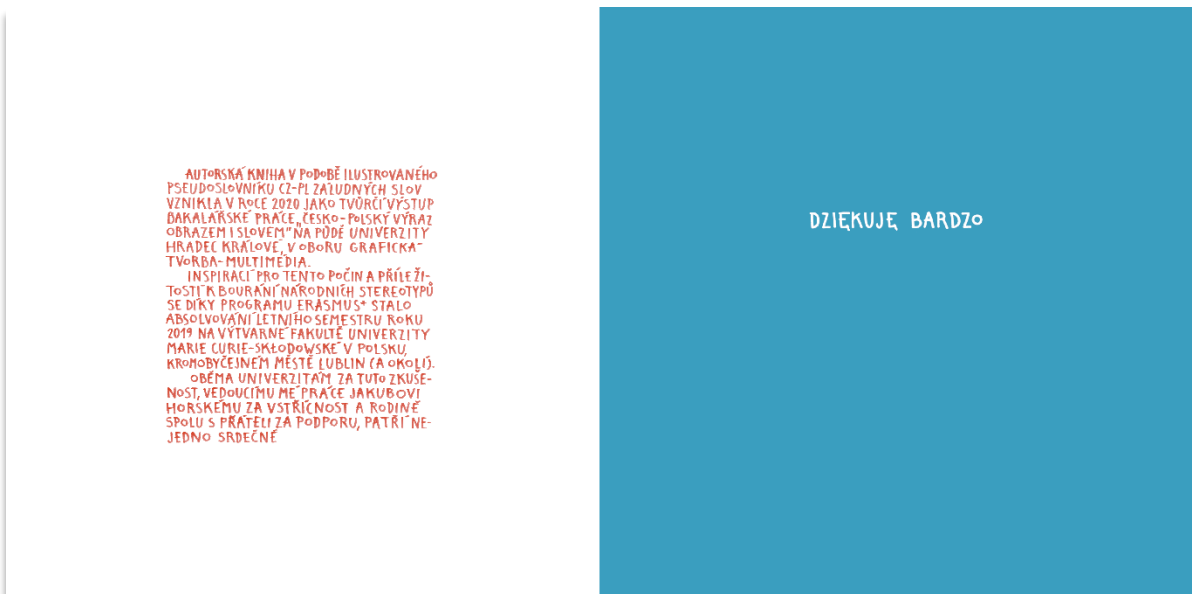 AUTORSKÁ KNIHA V PODOBĚ ILUSTROVANÉHO
PSEUDOSLOVNÍKU CZ-PL ZÁLUDNÝCH SLOV
VZNIKLA V ROCE 2020 JAKO TVŮRČÍ VÝSTUP
BAKALÁŘSKÉ PRÁCE „ČESKO-POLSKÝ VÝRAZ
OBRAZEM I SLOVEM" NA PŮDĚ UNIVERZITY
HRADEC KRÁLOVÉ, V OBORU GRAFICKÁ
TVORBA-MULTIMÉDIA.
INSPIRACÍ PRO TENTO POČIN A PŘÍLEŽI-
TOSTÍ K BOURÁNÍ NÁRODNÍCH STEREOTYPŮ
SE DÍKY PROGRAMU ERASMUS+ STALO
ABSOLVOVÁNÍ LETNÍHO SEMESTRU ROKU
2019 NA VÝTVARNÉ FAKULTĚ UNIVERZITY
MARIE CURIE-SKŁODOWSKÉ V POLSKU,
KROMOBYČEJNÉM MĚSTĚ LUBLIN (A OKOLÍ).
OBĚMA UNIVERZITÁM ZA TUTO ZKUŠE-
NOST, VEDOUCÍMU MÉ PRÁCE JAKUBOVI
HORSKÉMU ZA VSTŘÍCNOST A RODINĚ
SPOLU S PŘÁTELI ZA PODPORU, PATŘÍ NE-
JEDNO SRDEČNÉ
DZIĘKUJĘ BARDZO